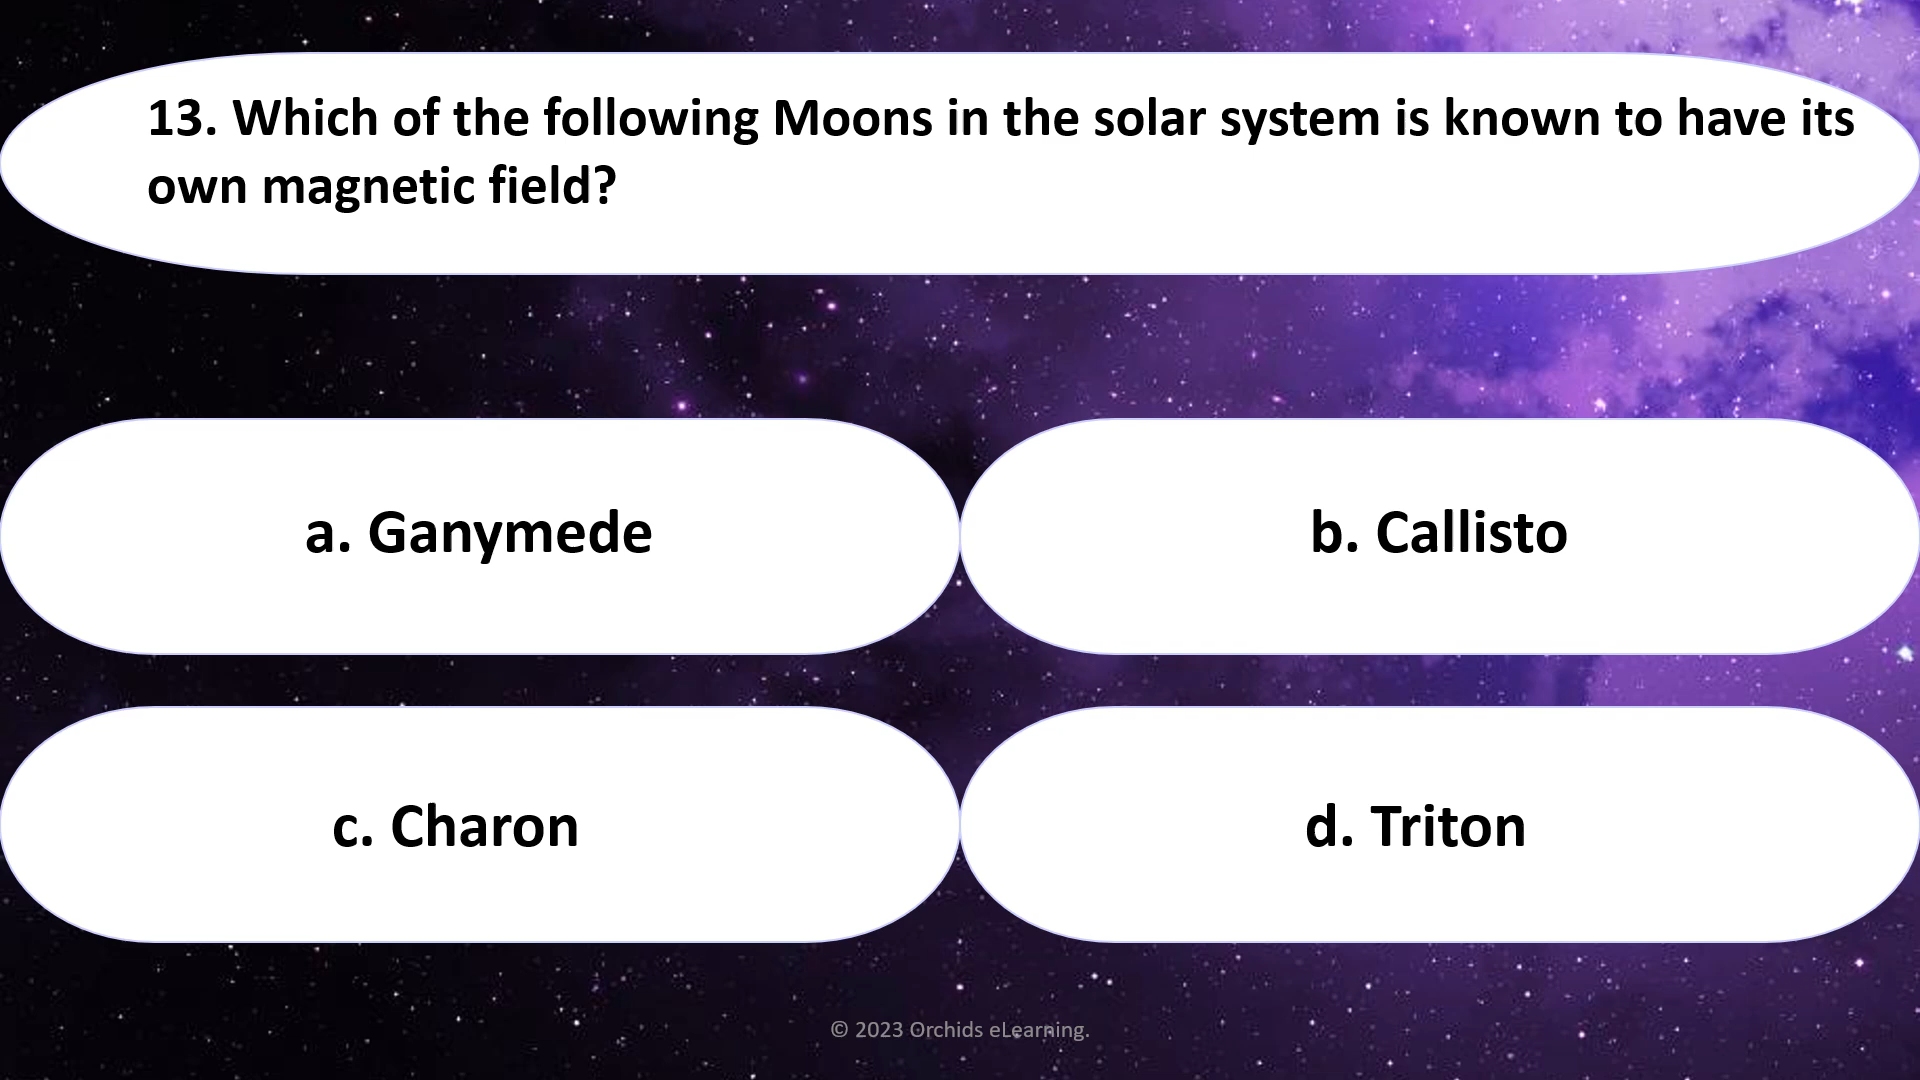 13. Which of the following Moons in the solar system is known to have its
own magnetic field?
a. Ganymede
b. Callisto
c. Charon
d. Triton
© 2023 Orchids eLearning.